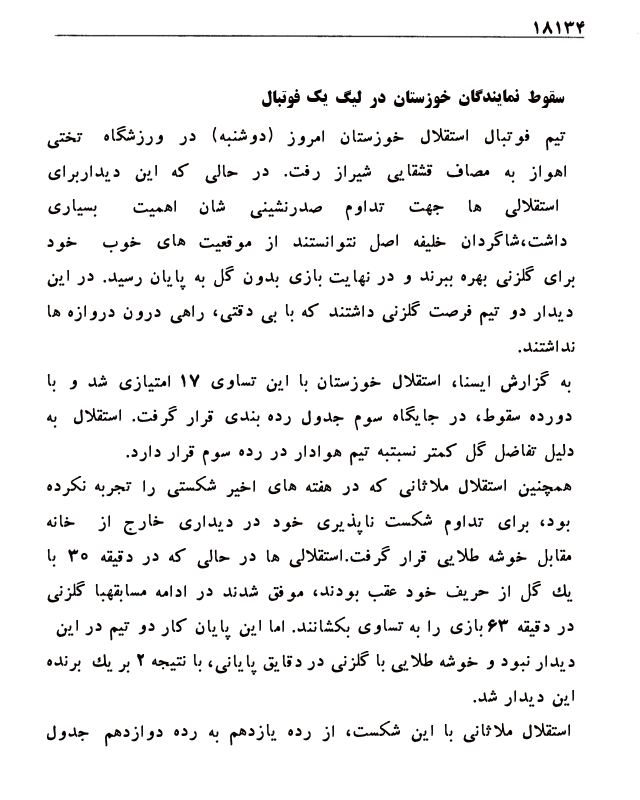 ۱۸۱۳۴
سقوط نمایندگان خوزستان در لیگ یک فوتبال
تیم فوتبال استقلال خوزستان امروز (دوشنبه) در ورزشگاه تختی
اهواز به مصاف قشقایی شیراز رفت. در حالی که این دیداربرای
استقلالی ها جهت تداوم صدرنشینی شان اهمیت بسیاری
داشت،شاگردان خلیفه اصل نتوانستند از موقعیت های خوب خود
برای گلزنی بهره ببرند و در نهایت بازی بدون گل به پایان رسید. در این
دیدار دو تیم فرصت گلزنی داشتند که با بی دقتی، راهی درون دروازه ها
نداشتند.
به گزارش ایسنا، استقلال خوزستان با این تساوی ۱۷ امتیازی شد و با
دورده سقوط، در جایگاه سوم جدول رده بندی قرار گرفت. استقلال به
دلیل تفاضل گل کمتر نسبتبه تیم هوادار در رده سوم قرار دارد.
همچنین استقلال ملاثانی که در هفته های اخیر شکستی را تجربه نکرده
بود، برای تداوم شکست ناپذیری خود در دیداری خارج از خانه
مقابل خوشه طلایی قرار گرفت.استقلالی ها در حالی که در دقیقه ۳۰ با
یك گل از حریف خود عقب بودند، موفق شدند در ادامه مسابقهبا گلزنی
در دقیقه ۶۳ بازی را به تساوی بکشانند. اما این پایان کار دو تیم در این
دیدار نبود و خوشه طلایی با گلزنی در دقایق پایانی، با نتیجه ۲ بر یك برنده
این دیدار شد.
استقلال ملاثانی با این شکست، از رده یازدهم به رده دوازدهم جدول